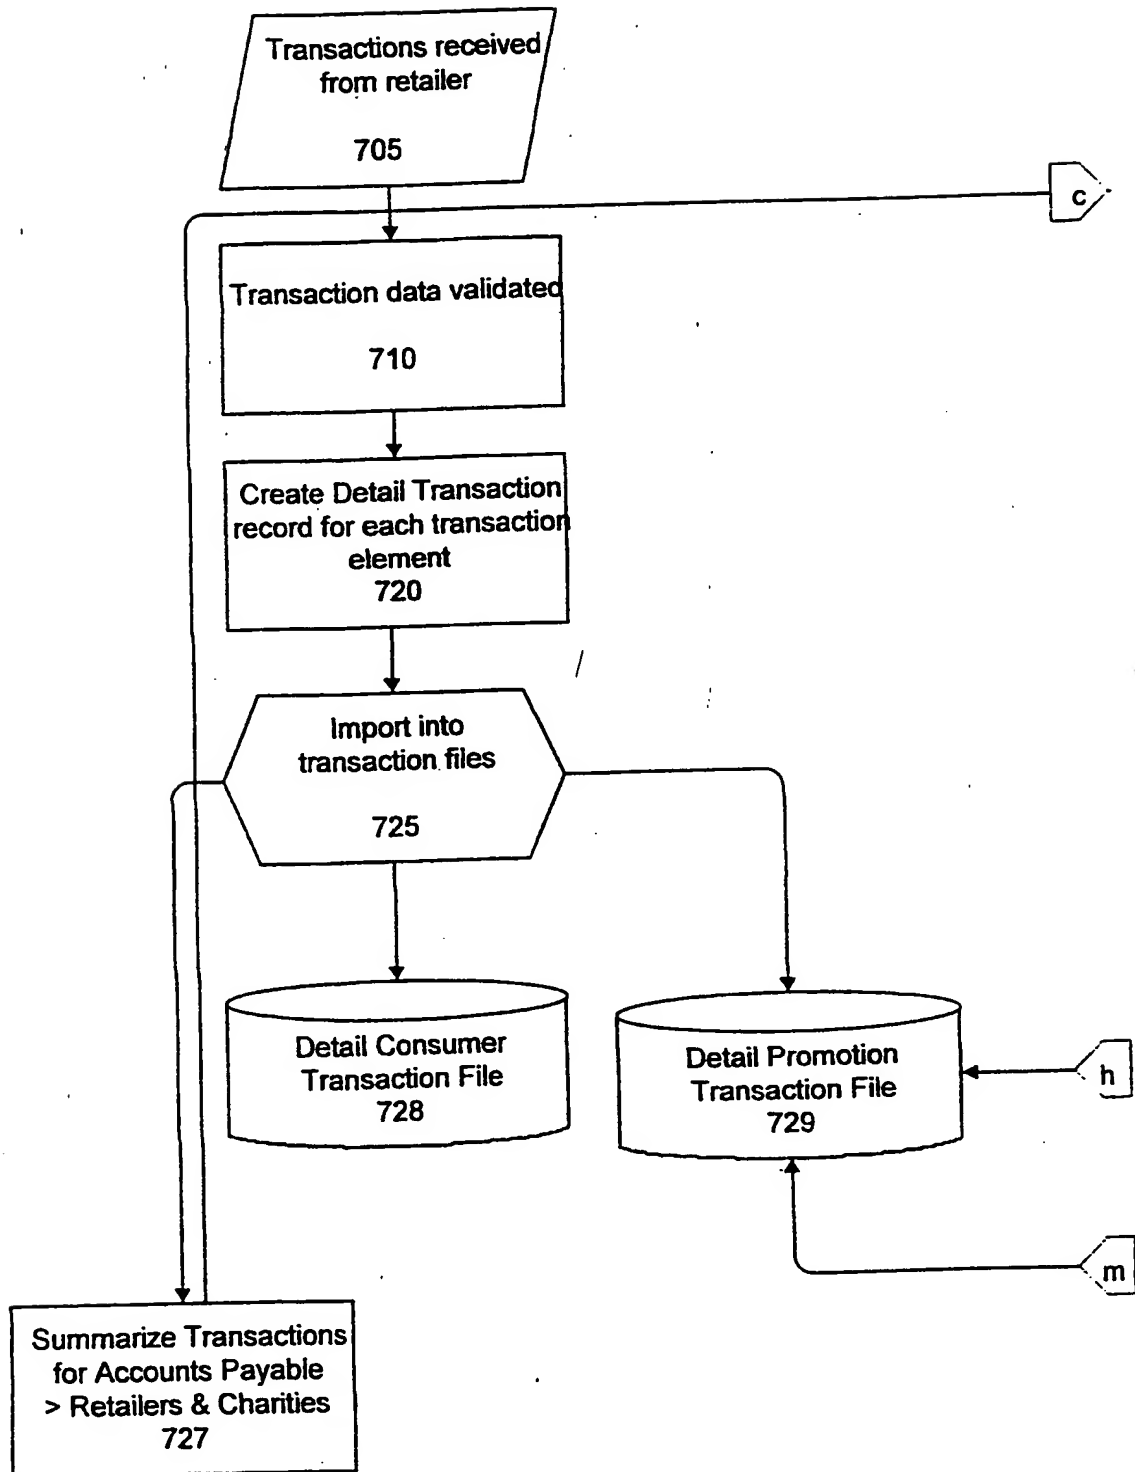 Transactions received
from retailer
705
c
Transaction data validated
710
Create Detail Transaction
record for each transaction
element
720
Import into
transaction files
725
Detail Consumer
Transaction File
728
Detail Promotion
Transaction File
729
h
m
Summarize Transactions
for Accounts Payable
> Retailers & Charities
727